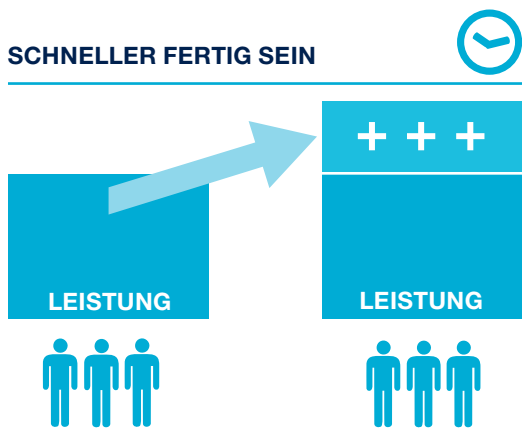 SCHNELLER FERTIG SEIN
+ + +
LEISTUNG
LEISTUNG